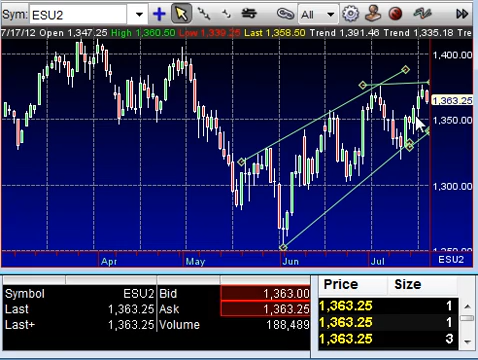 Sym: ESU2 All
7/17/12 Open 1,347.25 High 1,360.50 Low 1,339.25 Last 1,358.50 Trend 1,391.46 Trend 1,335.18 Tre
1,400.00
1,363.25
1,350.00
1,300.00
Apr May Jun Jul ESU2
Symbol ESU2 Bid 1,363.00
Last 1,363.25 Ask 1,363.25
Last+ 1,363.25 Volume 188,489
Price Size
1,363.25 1
1,363.25 1
1,363.25 3